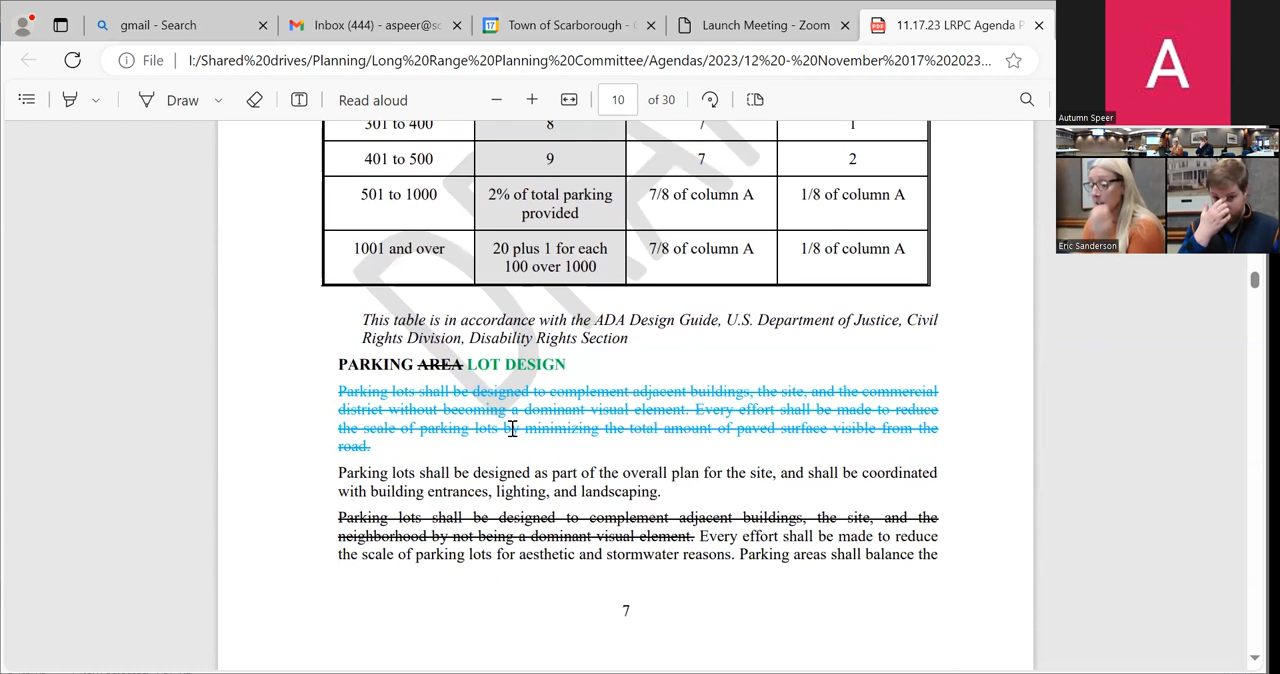 gmail - Search
Inbox (444) - aspeer@sc
17 Town of Scarborough - C
Launch Meeting - Zoom
PDF 11.17.23 LRPC Agenda P
File
I:/Shared%20drives/Planning/Long%20Range%20Planning%20Committee/Agendas/2023/12%20-%20November%2017%202023...
Draw
Read aloud
10 of 30
A
Autumn Speer
Eric Sanderson
301 to 400 8 7 1
401 to 500 9 7 2
501 to 1000 2% of total parking 7/8 of column A 1/8 of column A
provided
1001 and over 20 plus 1 for each 7/8 of column A 1/8 of column A
100 over 1000
DRAFT
This table is in accordance with the ADA Design Guide, U.S. Department of Justice, Civil
Rights Division, Disability Rights Section
PARKING AREA LOT DESIGN
Parking lots shall be designed to complement adjacent buildings, the site, and the commercial
district without becoming a dominant visual element. Every effort shall be made to reduce
the scale of parking lots by minimizing the total amount of paved surface visible from the
road.
Parking lots shall be designed as part of the overall plan for the site, and shall be coordinated
with building entrances, lighting, and landscaping.
Parking lots shall be designed to complement adjacent buildings, the site, and the
neighborhood by not being a dominant visual element. Every effort shall be made to reduce
the scale of parking lots for aesthetic and stormwater reasons. Parking areas shall balance the
7